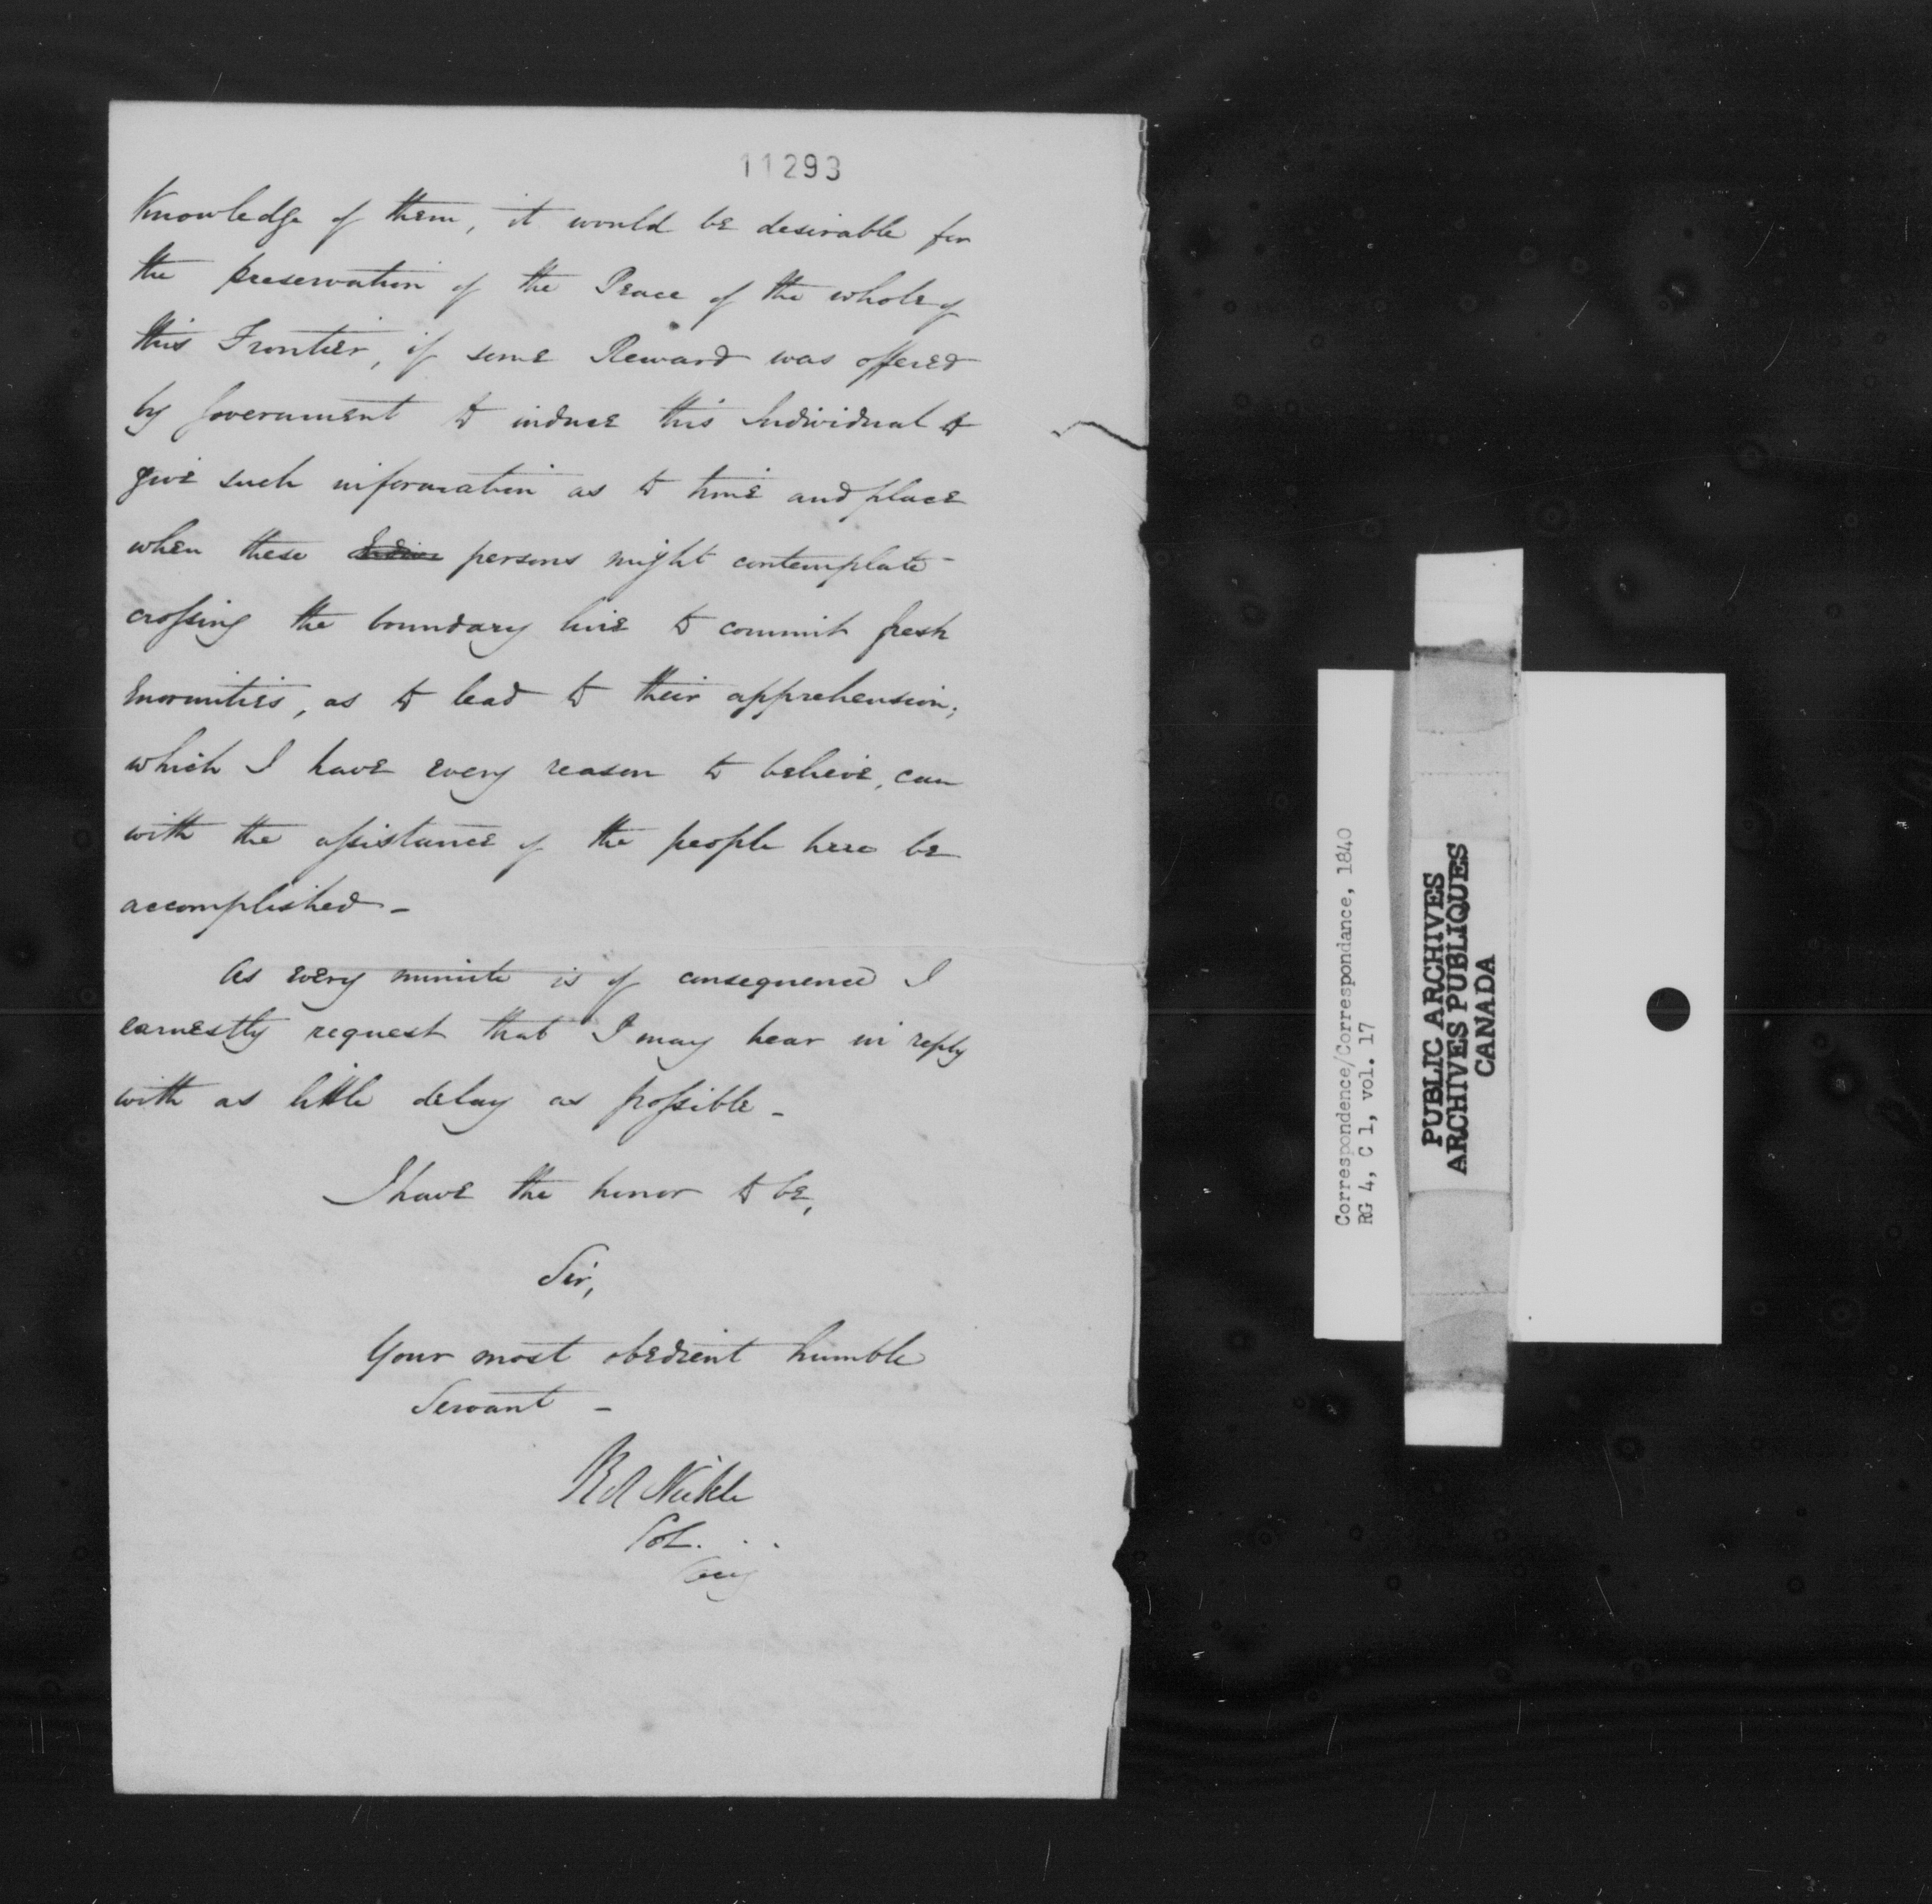 11293
Knowledge of them, it would be desirable for
the preservation of the Peace of the whole of
this Frontier, if some Reward was offered
by Government to induce this Individual to
give such information as to time and place
when these persons might contemplate
crossing the boundary line to commit fresh
Enormities, as to lead to their apprehension;
which I have every reason to believe, can
with the assistance of the people here be
accomplished -
As every minute is of consequence I
earnestly request that I may hear in reply
with as little delay as possible -
I have the honor to be,
Sir,
Your most obedient humble
Servant -
Nickle
Col. . .
Correspondence/Correspondance, 1840
RG 4, C 1, vol. 17
PUBLIC ARCHIVES
ARCHIVES PUBLIQUES
CANADA